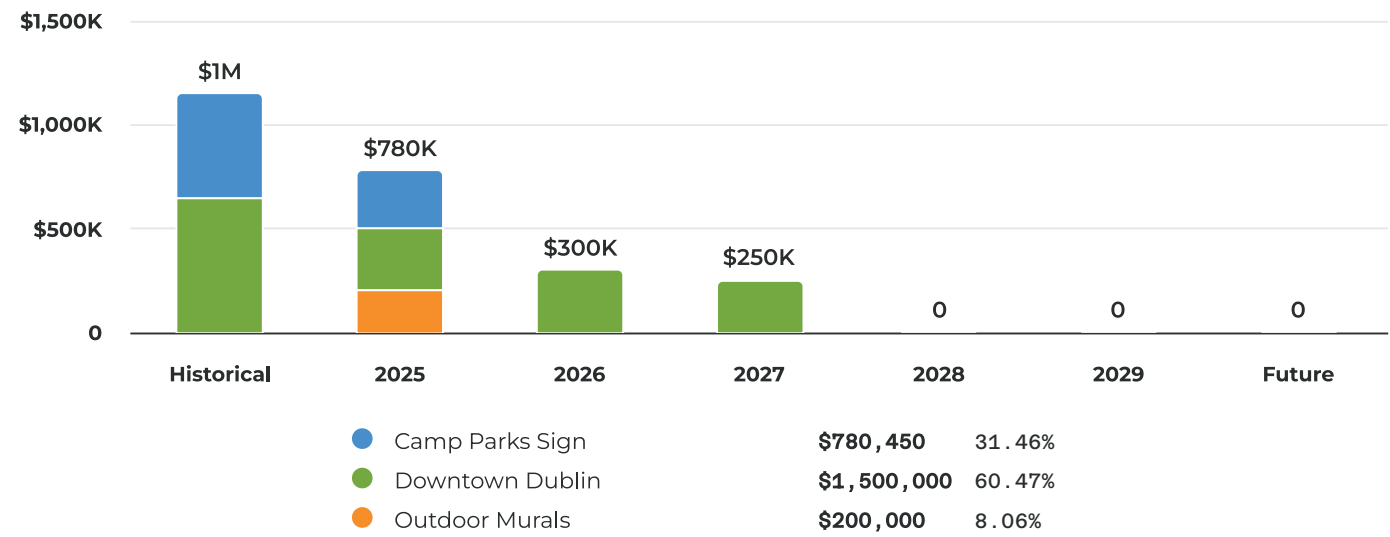 $1,500K
$1M
$1,000K
$780K
$500K
$300K
$250K
0 0 0
0
Historical 2025 2026 2027 2028 2029 Future
Camp Parks Sign $780,450 31.46%
Downtown Dublin $1,500,000 60.47%
Outdoor Murals $200,000 8.06%